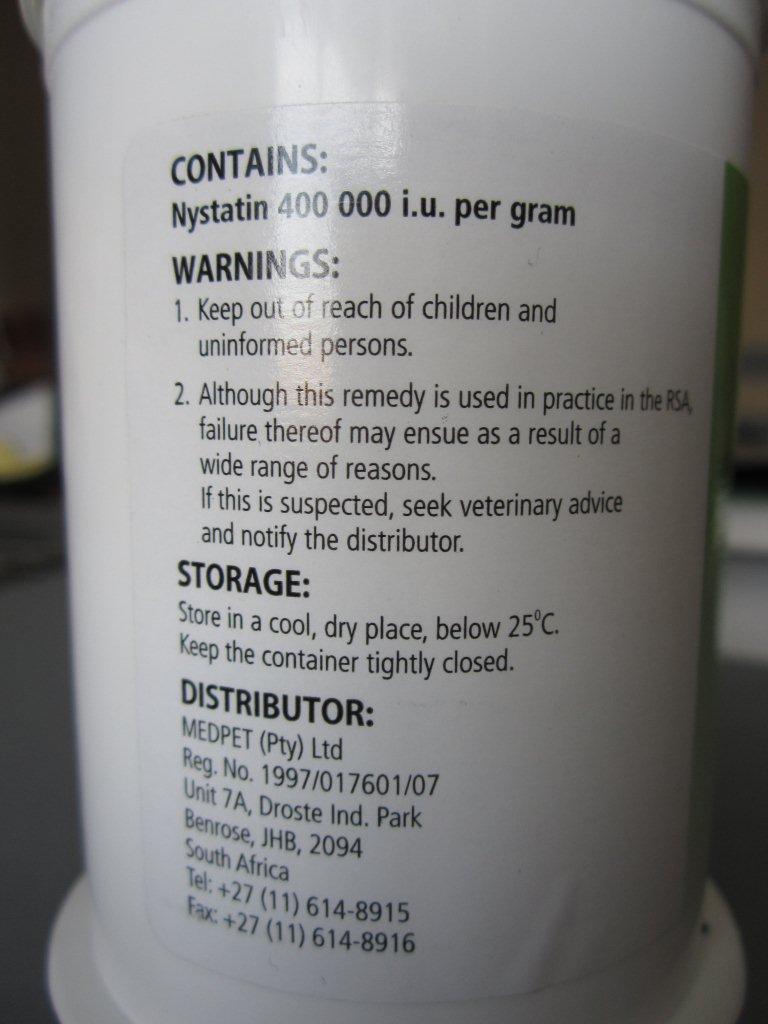 CONTAINS:
Nystatin 400 000 i.u. per gram
WARNINGS:
1. Keep out of reach of children and
uninformed persons.
2. Although this remedy is used in practice in the RSA,
failure thereof may ensue as a result of a
wide range of reasons.
If this is suspected, seek veterinary advice
and notify the distributor.
STORAGE:
Store in a cool, dry place, below 25⁰C.
Keep the container tightly closed.
DISTRIBUTOR:
MEDPET (Pty) Ltd
Reg. No. 1997/017601/07
Unit 7A, Droste Ind. Park
Benrose, JHB, 2094
South Africa
Tel: +27 (11) 614-8915
Fax: +27 (11) 614-8916